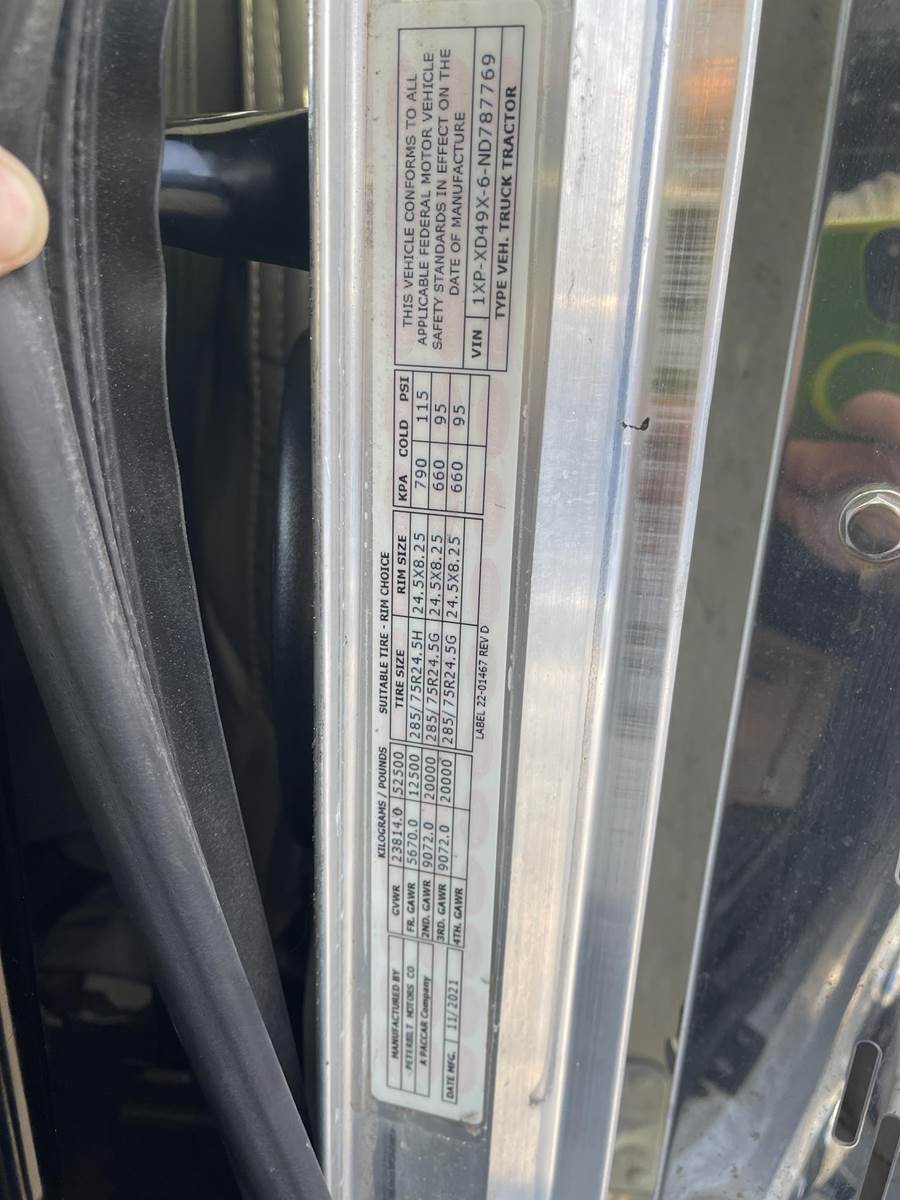 MANUFACTURED BY
PETERBILT MOTORS CO
A PACCAR Company
DATE MFG. 11/2021
KILOGRAMS / POUNDS
GVWR 23814.0 52500
FR. GAWR 5670.0 12500
2ND. GAWR 9072.0 20000
3RD. GAWR 9072.0 20000
4TH. GAWR
SUITABLE TIRE - RIM CHOICE
TIRE SIZE RIM SIZE
285/75R24.5H 24.5X8.25
285/75R24.5G 24.5X8.25
285/75R24.5G 24.5X8.25
LABEL 22-01467 REV D
KPA COLD PSI
790 115
660 95
660 95
THIS VEHICLE CONFORMS TO ALL
APPLICABLE FEDERAL MOTOR VEHICLE
SAFETY STANDARDS IN EFFECT ON THE
DATE OF MANUFACTURE
VIN 1XP-XD49X-6-ND787769
TYPE VEH. TRUCK TRACTOR